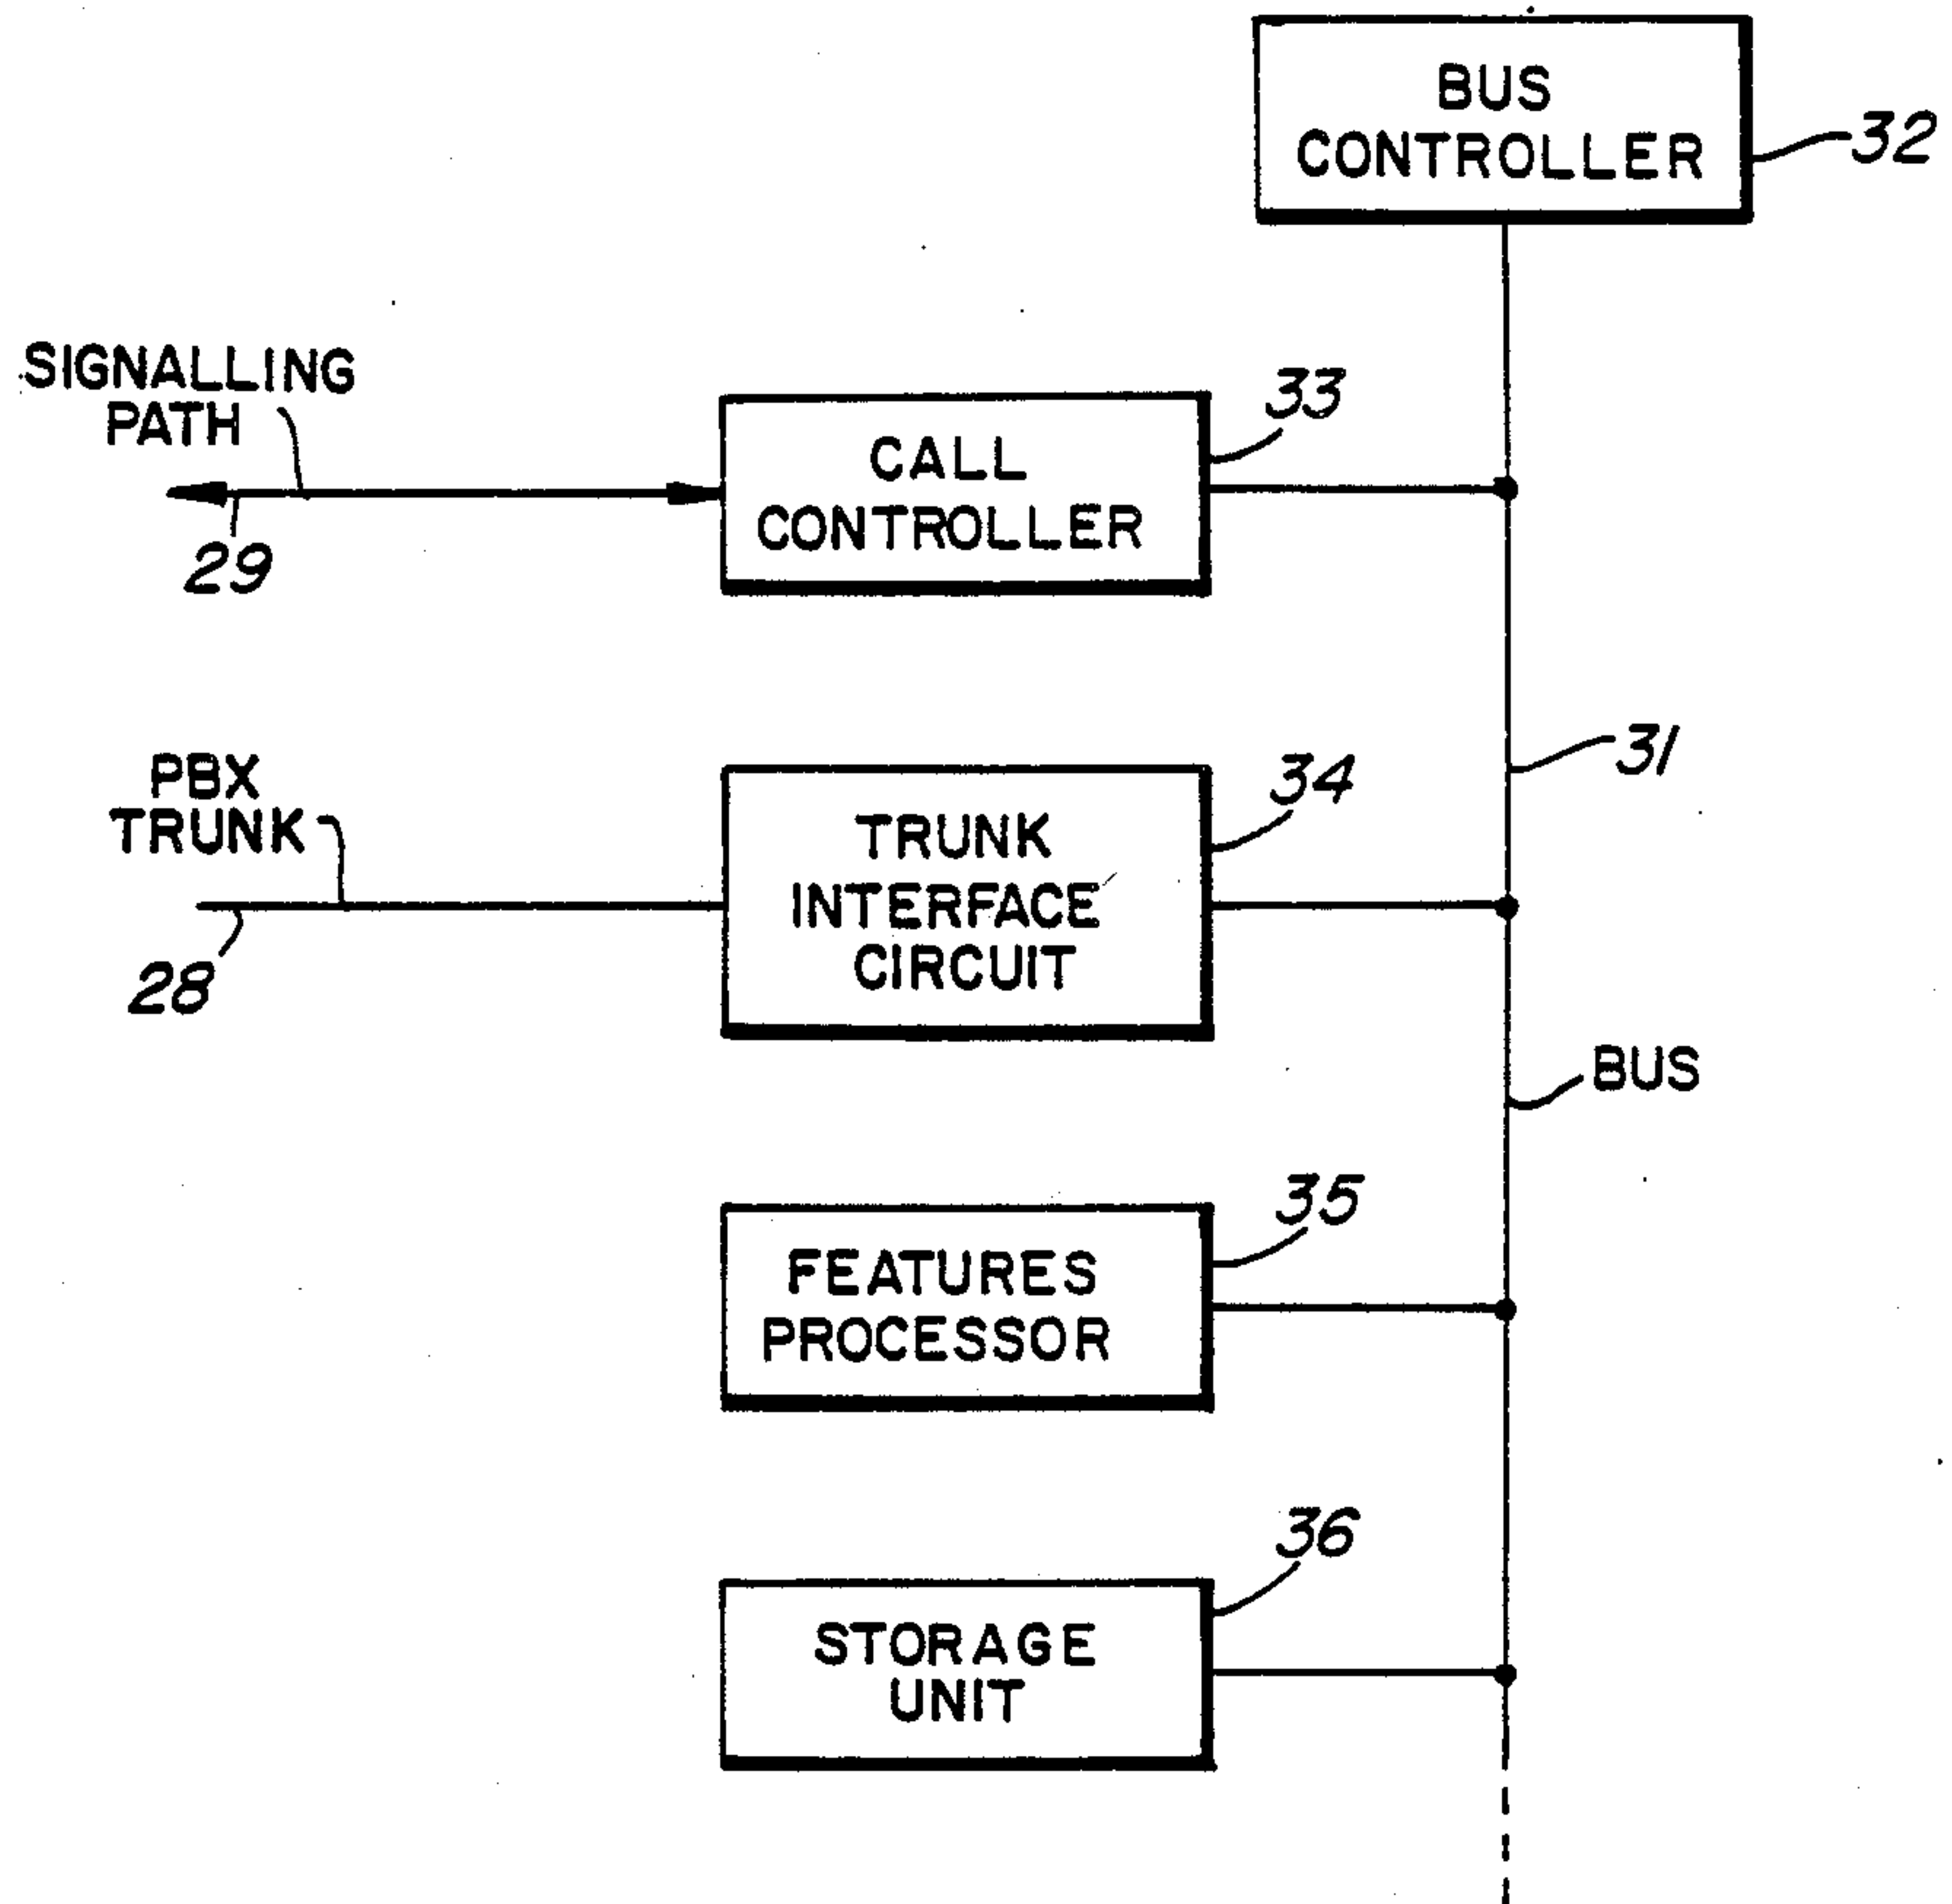 BUS
CONTROLLER
32
SIGNALLING
PATH
29
CALL
CONTROLLER
33
31
PBX
TRUNK
28
TRUNK
INTERFACE
CIRCUIT
34
BUS
FEATURES
PROCESSOR
35
STORAGE
UNIT
36